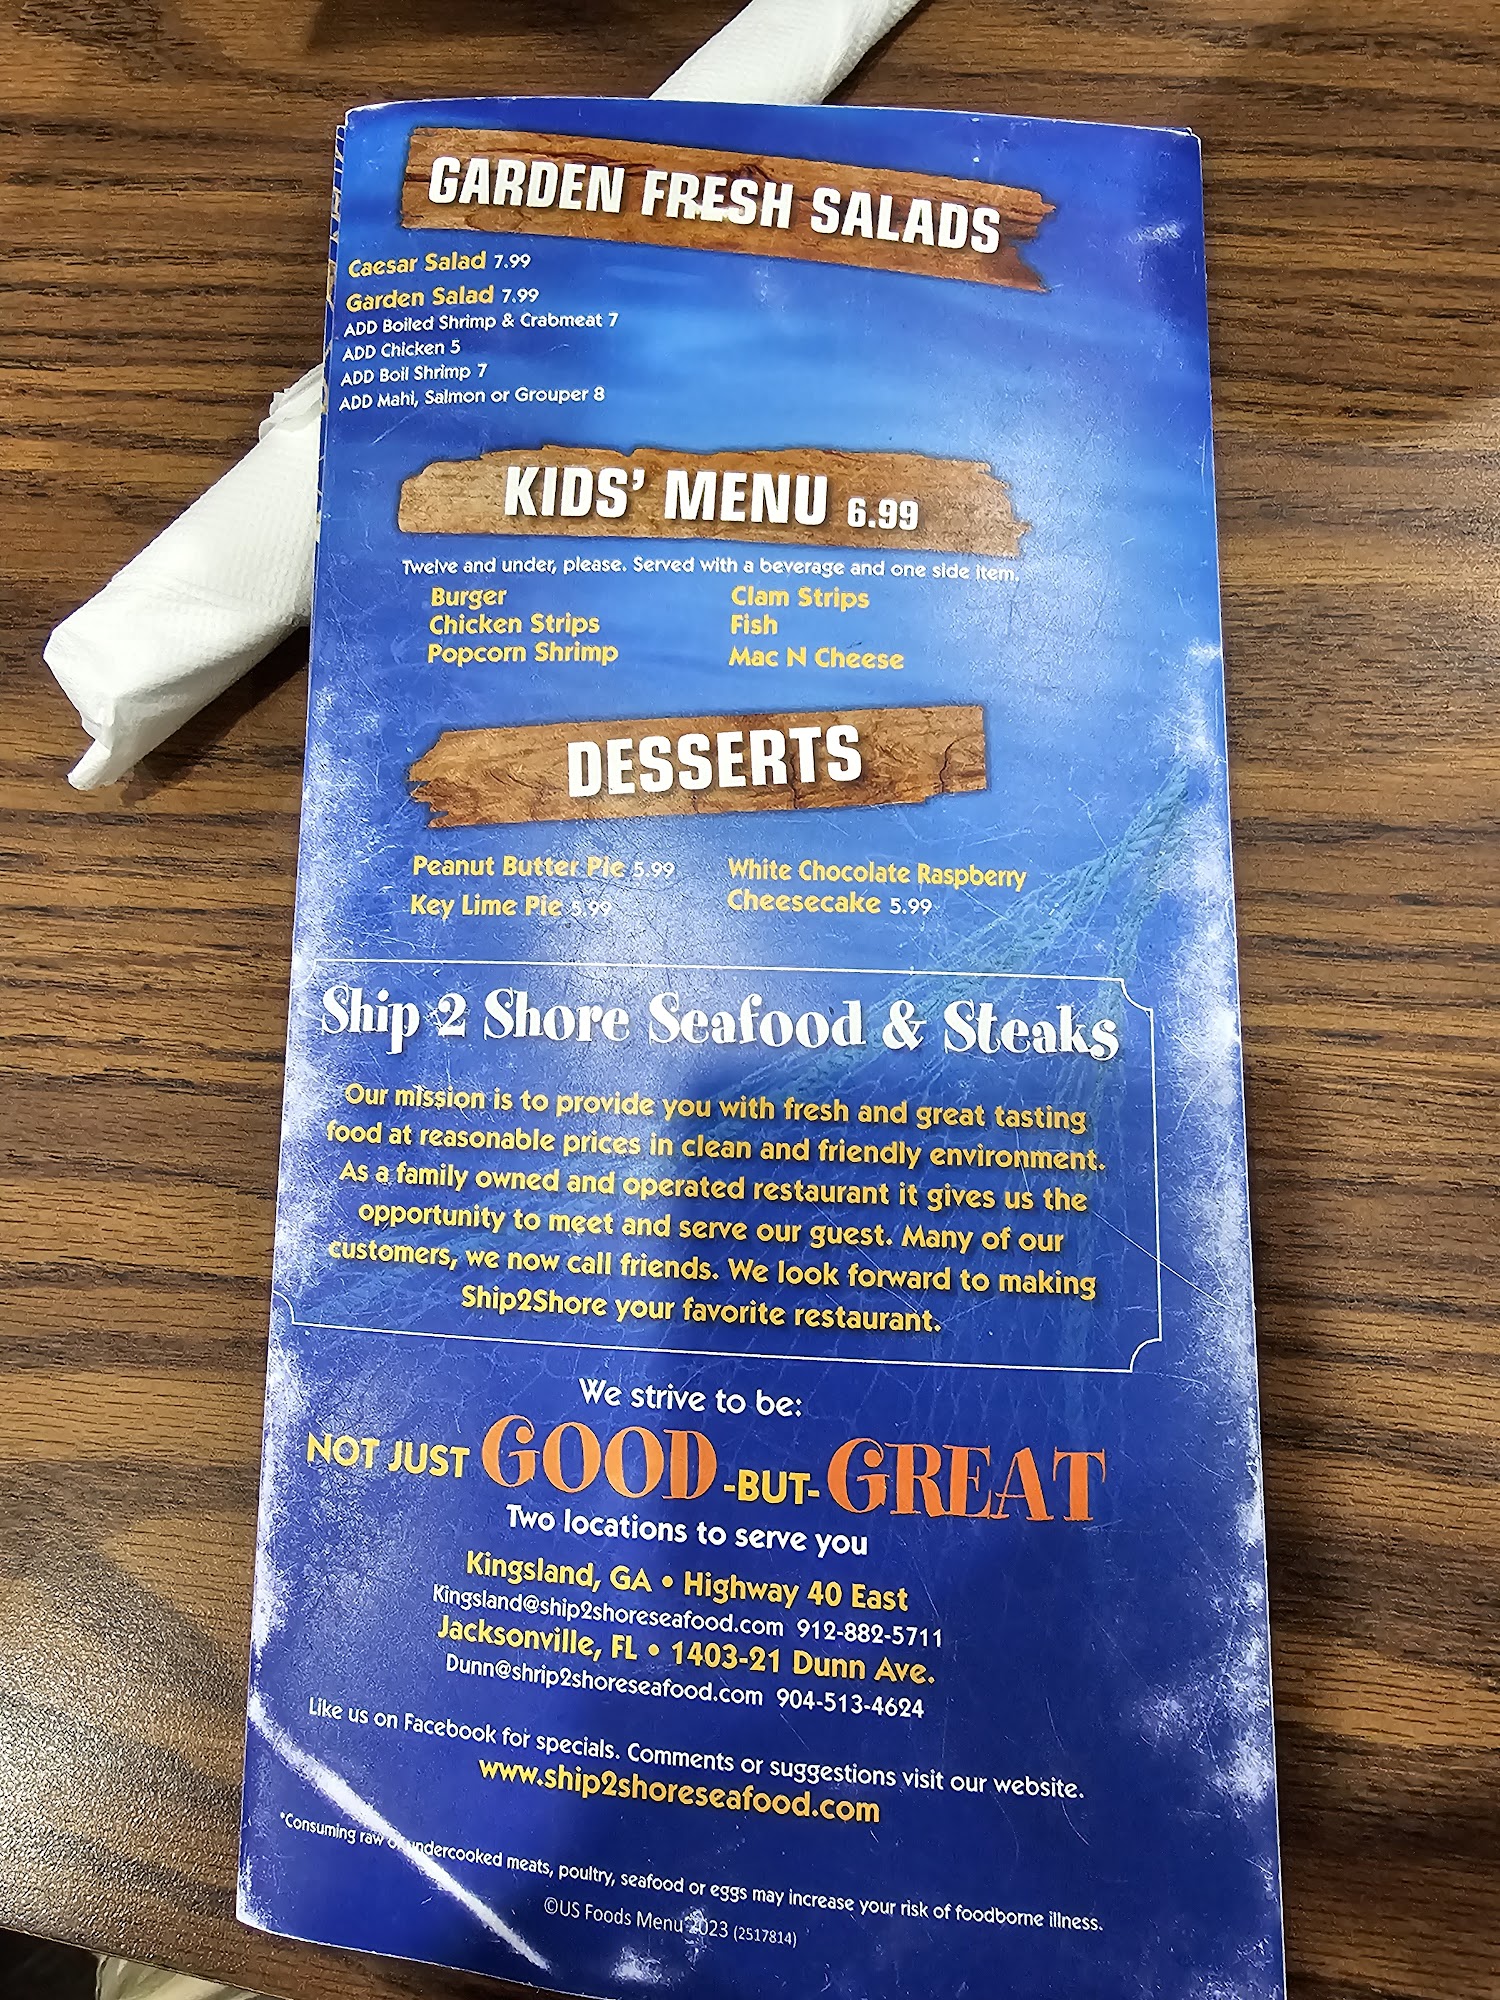 GARDEN FRESH SALADS
Caesar Salad 7.99
Garden Salad 7.99
ADD Boiled Shrimp & Crabmeat 7
ADD Chicken 5
ADD Boil Shrimp 7
ADD Mahi, Salmon or Grouper 8
KIDS' MENU 6.99
Twelve and under, please. Served with a beverage and one side item.
Burger
Chicken Strips
Popcorn Shrimp
Clam Strips
Fish
Mac N Cheese
DESSERTS
Peanut Butter Pie 5.99
Key Lime Pie 5.99
White Chocolate Raspberry
Cheesecake 5.99
Ship 2 Shore Seafood & Steaks
Our mission is to provide you with fresh and great tasting
food at reasonable prices in clean and friendly environment.
As a family owned and operated restaurant it gives us the
opportunity to meet and serve our guest. Many of our
customers, we now call friends. We look forward to making
Ship2Shore your favorite restaurant.
We strive to be:
NOT JUST GOOD -BUT- GREAT
Two locations to serve you
Kingsland, GA • Highway 40 East
Kingsland@ship2shoreseafood.com 912-882-5711
Jacksonville, FL • 1403-21 Dunn Ave.
Dunn@shrip2shoreseafood.com 904-513-4624
Like us on Facebook for specials. Comments or suggestions visit our website.
www.ship2shoreseafood.com
*Consuming raw or undercooked meats, poultry, seafood or eggs may increase your risk of foodborne illness.
©US Foods Menu 2023 (2517814)